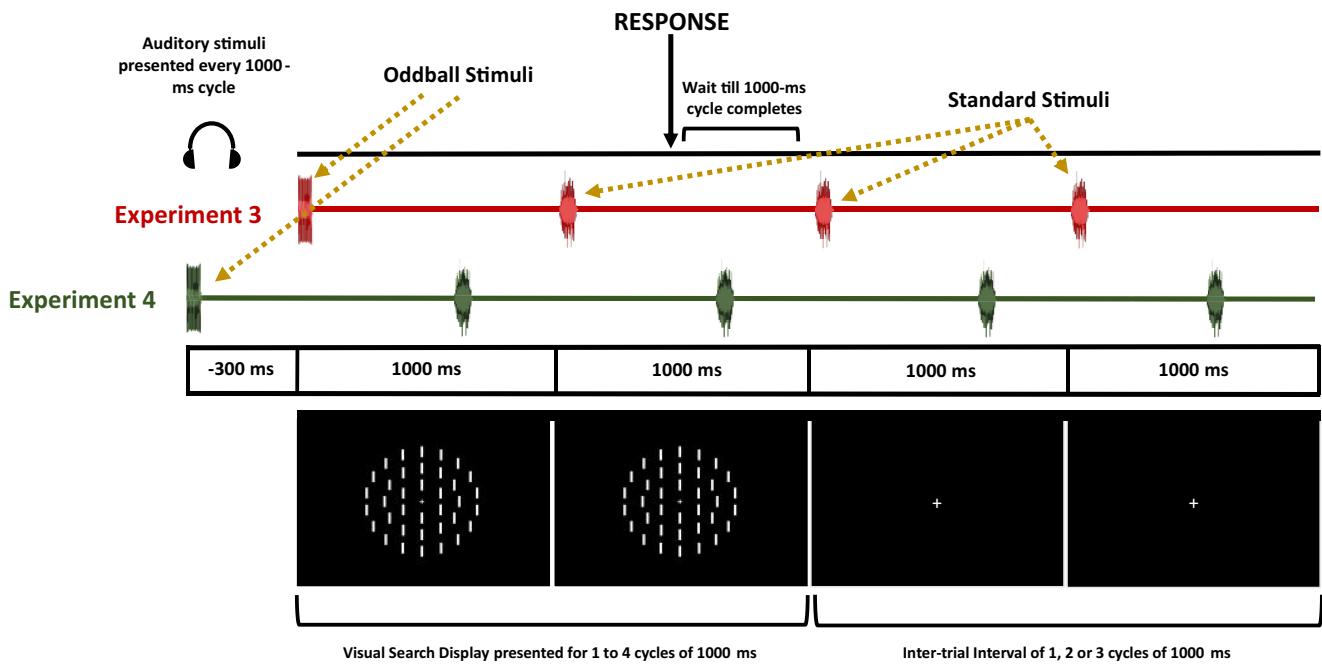 RESPONSE
Auditory stimuli
presented every 1000-
ms cycle
Oddball Stimuli
Wait till 1000-ms
cycle completes
Standard Stimuli
Experiment 3
Experiment 4
-300 ms
1000 ms
1000 ms
1000 ms
1000 ms
Visual Search Display presented for 1 to 4 cycles of 1000 ms
Inter-trial Interval of 1, 2 or 3 cycles of 1000 ms